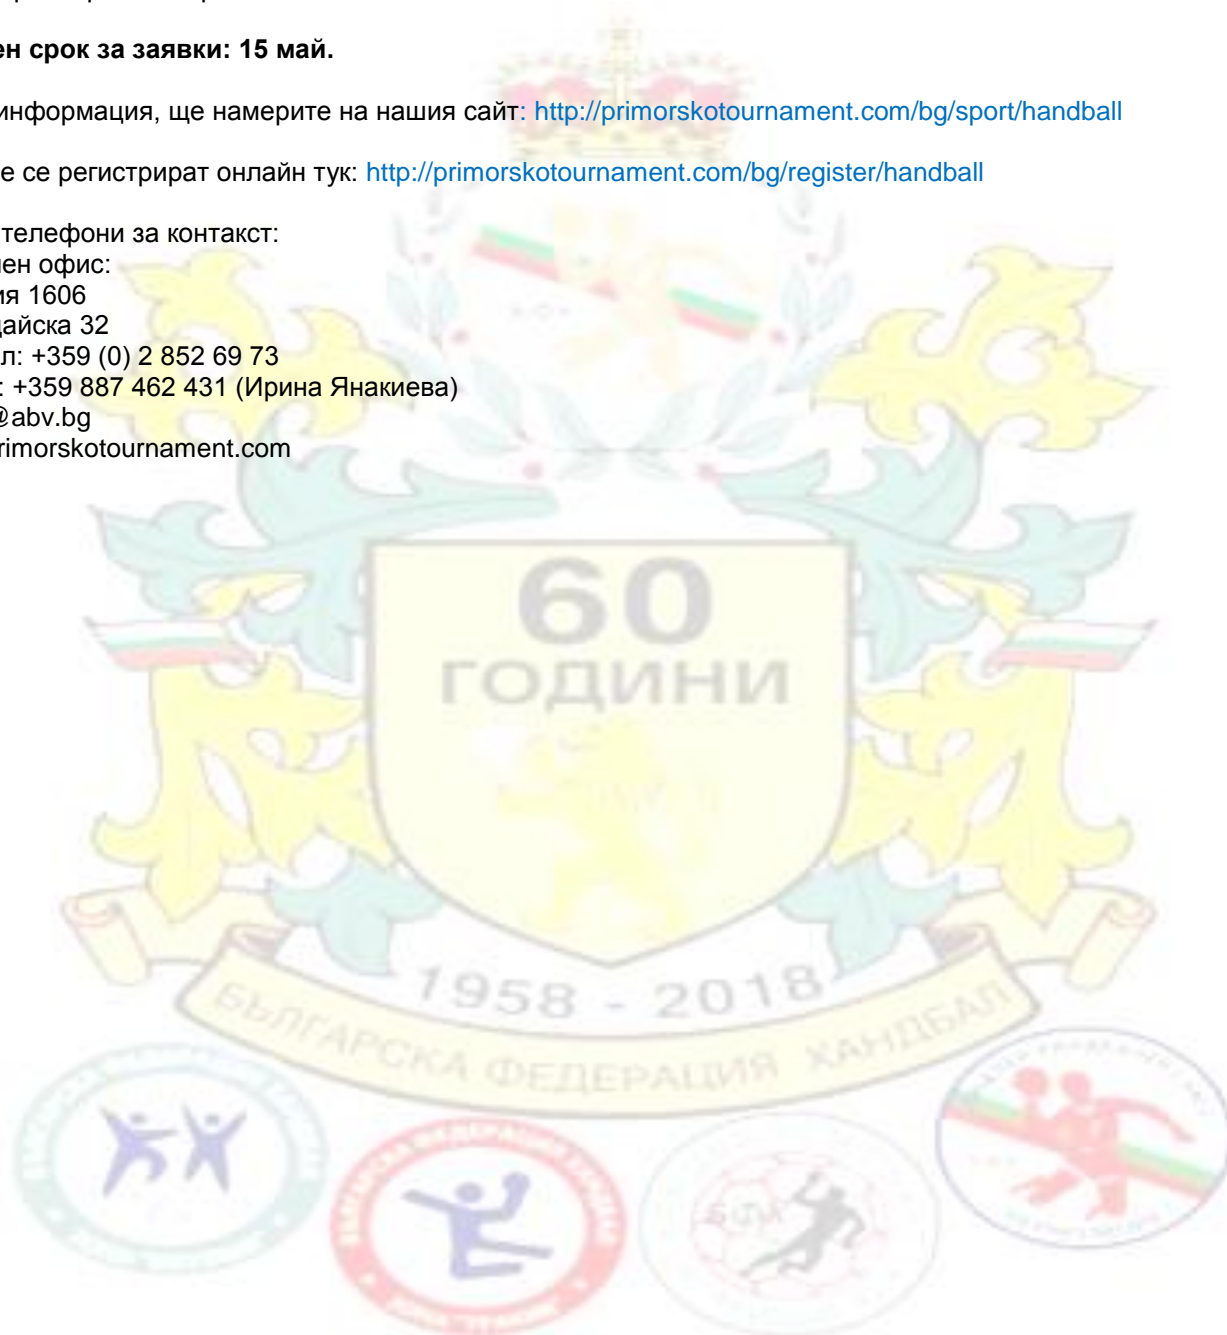 ен срок за заявки: 15 май.
информация, ще намерите на нашия сайт: http://primorskotournament.com/bg/sport/handball
е се регистрират онлайн тук: http://primorskotournament.com/bg/register/handball
телефони за контакст:
ен офис:
ия 1606
дайска 32
л: +359 (0) 2 852 69 73
: +359 887 462 431 (Ирина Янакиева)
@abv.bg
rimorskotournament.com
60
ГОДИНИ
1958 - 2018
БЪЛГАРСКА ФЕДЕРАЦИЯ ХАНДБАЛ